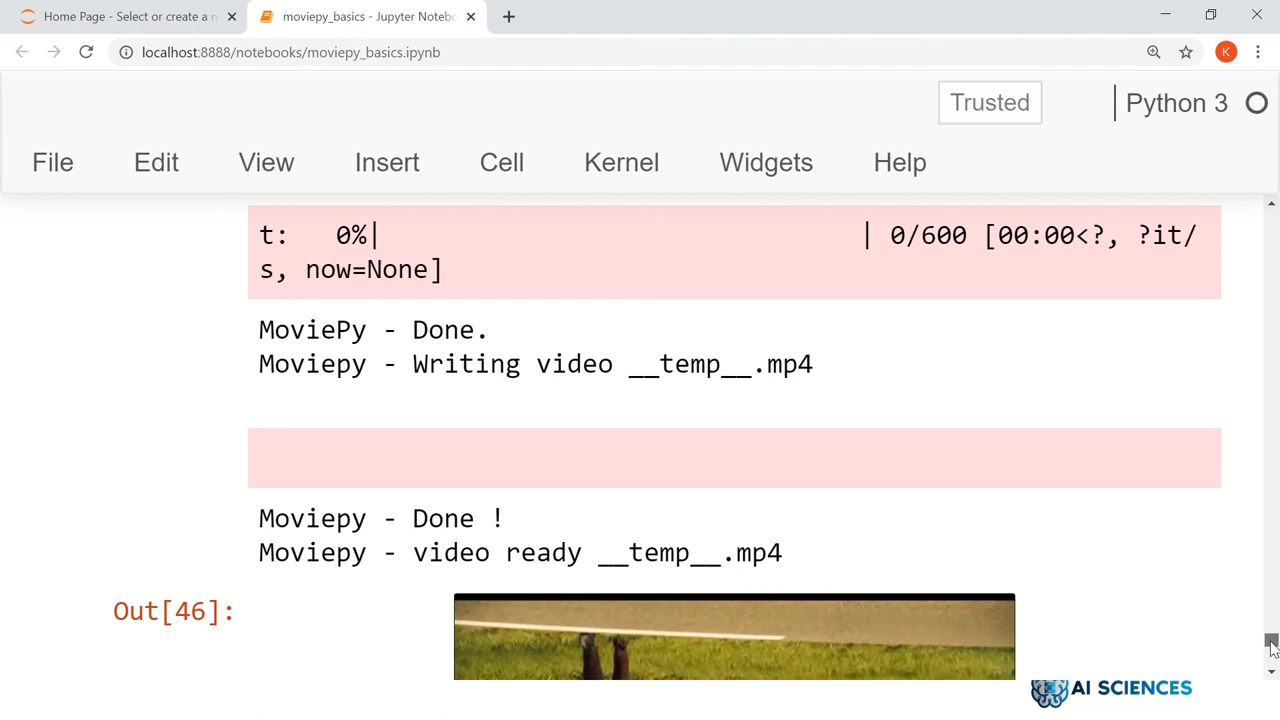 Home Page - Select or create a n
moviepy_basics - Jupyter Notebo
localhost:8888/notebooks/moviepy_basics.ipynb
K
Trusted
Python 3
File Edit View Insert Cell Kernel Widgets Help
t:   0%|          | 0/600 [00:00<?, ?it/
s, now=None]
MoviePy - Done.
Moviepy - Writing video __temp__.mp4
Moviepy - Done !
Moviepy - video ready __temp__.mp4
Out[46]:
AI SCIENCES